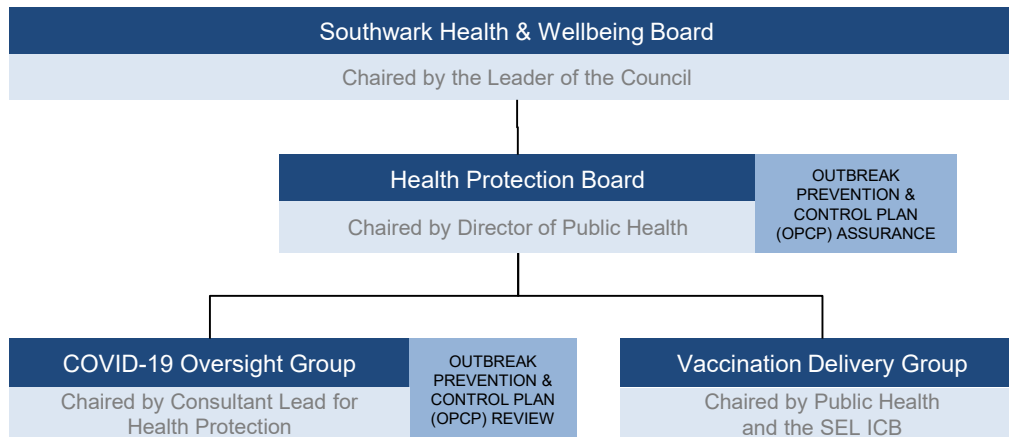 Southwark Health & Wellbeing Board
Chaired by the Leader of the Council
Health Protection Board
Chaired by Director of Public Health
OUTBREAK
PREVENTION &
CONTROL PLAN
(OPCP) ASSURANCE
COVID-19 Oversight Group
Chaired by Consultant Lead for
Health Protection
OUTBREAK
PREVENTION &
CONTROL PLAN
(OPCP) REVIEW
Vaccination Delivery Group
Chaired by Public Health
and the SEL ICB